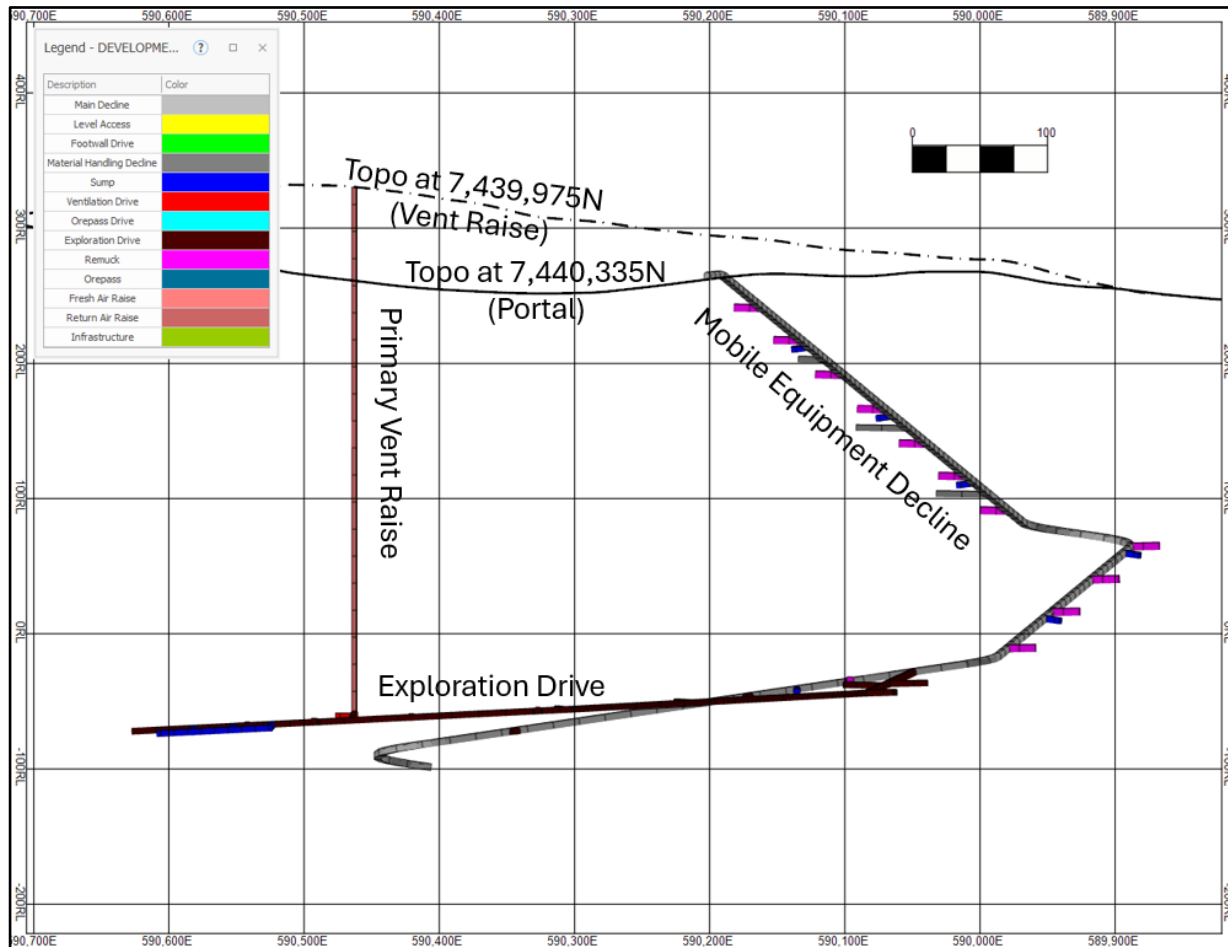 90,700E 590,600E 590,500E 590,400E 590,300E 590,200E 590,100E 590,000E 589,900E
Legend - DEVELOPME... ?
Description Color
Main Decline
Level Access
Footwall Drive
Material Handling Decline
Sump
Ventilation Drive
Orepass Drive
Exploration Drive
Remuck
Orepass
Fresh Air Raise
Return Air Raise
Infrastructure
400RL
300RL
200RL
100RL
0RL
-100RL
-200RL
0 100
Topo at 7,439,975N
(Vent Raise)
Topo at 7,440,335N
(Portal)
Primary Vent Raise
Mobile Equipment Decline
Exploration Drive
90,700E 590,600E 590,500E 590,400E 590,300E 590,200E 590,100E 590,000E 589,900E